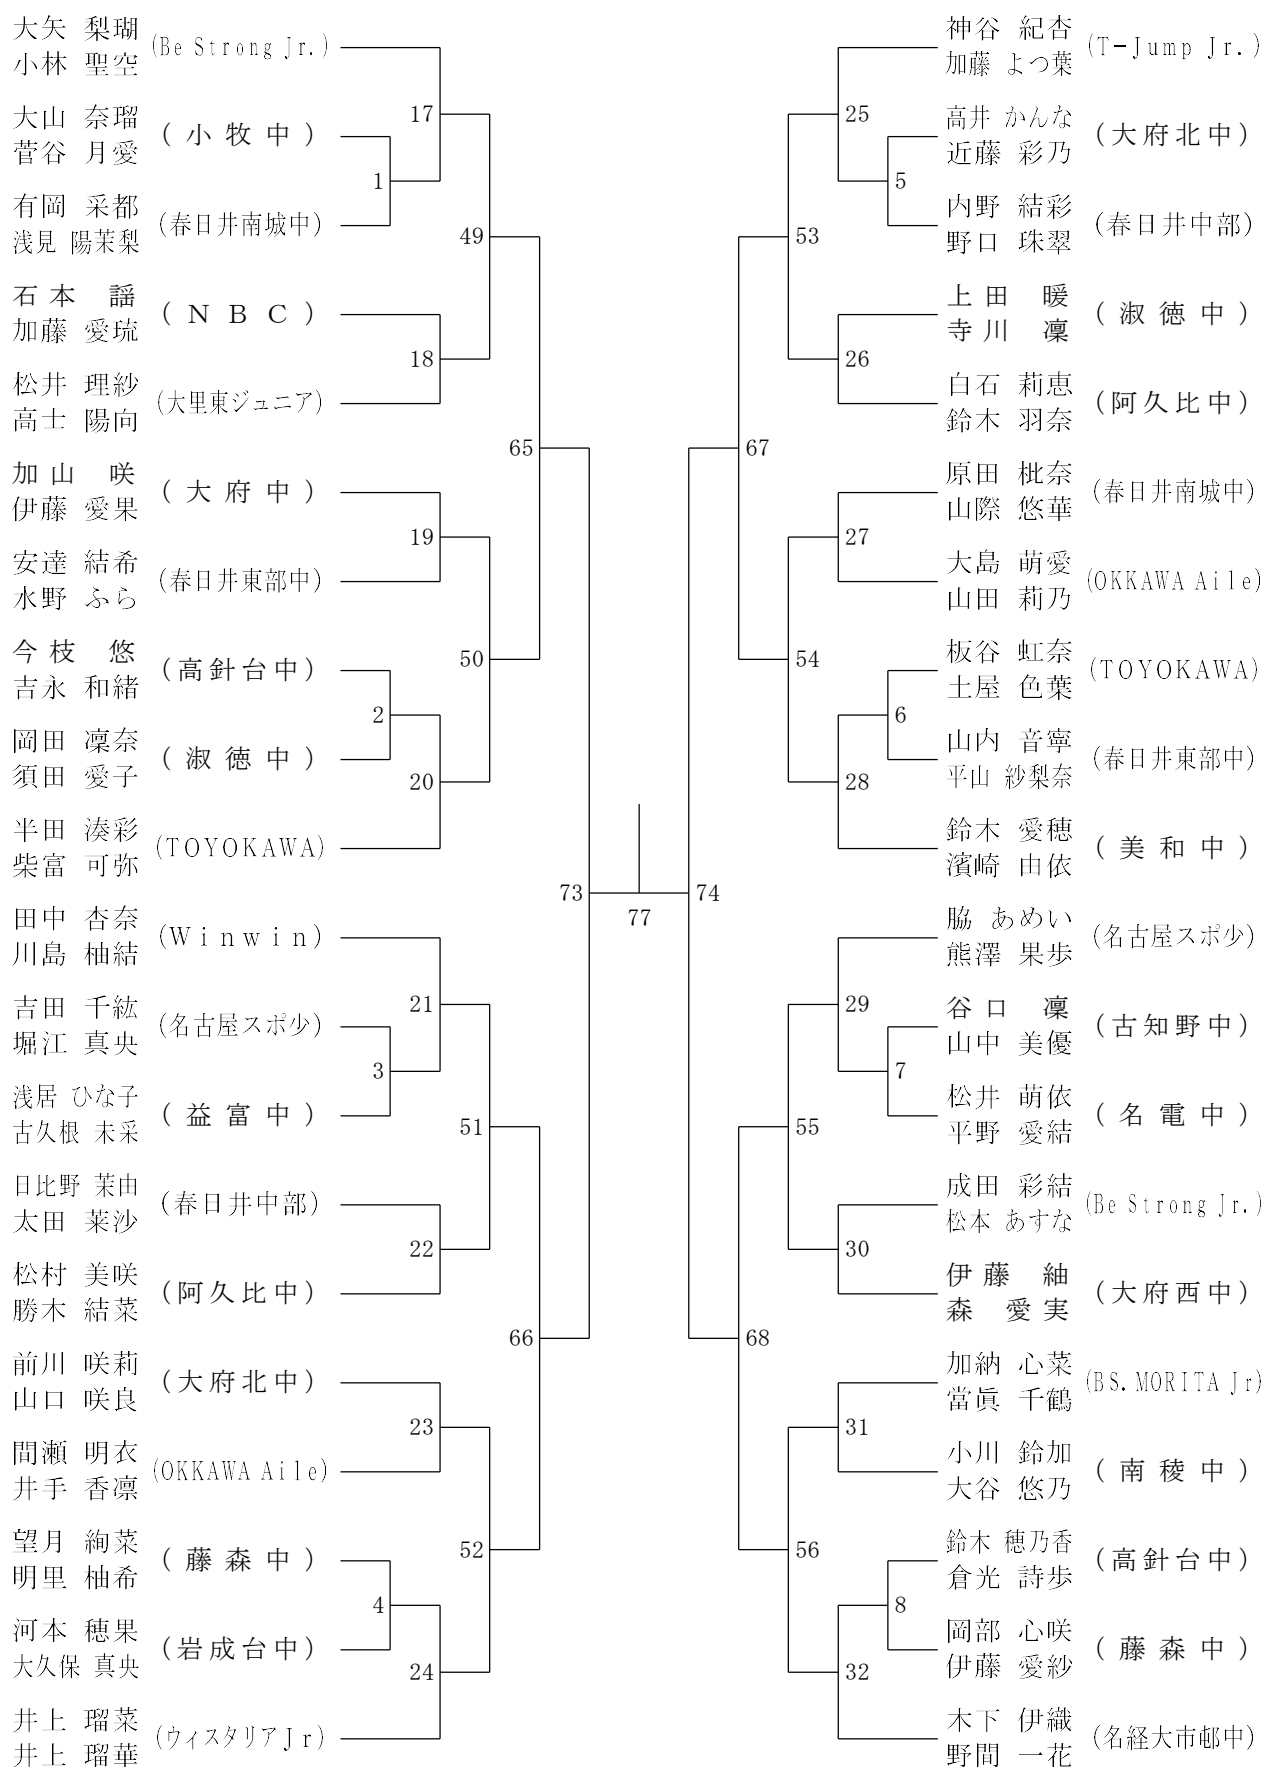 大矢 梨瑚
小林 聖空
(Be Strong Jr.)
大山 奈瑠
菅谷 月愛
(小牧中)
有岡 采都
浅見 陽茉梨
(春日井南城中)
石本 謡
加藤 愛琉
(NBC)
松井 理紗
高士 陽向
(大里東ジュニア)
加山 咲
伊藤 愛果
(大府中)
安達 結希
水野 ふら
(春日井東部中)
今枝 悠
吉永 和緒
(高針台中)
岡田 凜奈
須田 愛子
(淑徳中)
半田 湊彩
柴富 可弥
(TOYOKAWA)
田中 杏奈
川島 柚結
(Winwin)
吉田 千紘
堀江 真央
(名古屋スポ少)
浅居 ひな子
古久根 未采
(益富中)
日比野 茉由
太田 菜沙
(春日井中部)
松村 美咲
勝木 結菜
(阿久比中)
前川 咲莉
山口 咲良
(大府北中)
間瀬 明衣
井手 香凛
(OKKAWA Aile)
望月 絢菜
明里 柚希
(藤森中)
河本 穂果
大久保 真央
(岩成台中)
井上 瑠菜
井上 瑠華
(ウィスタリアJr)
17
1
49
18
65
19
50
2
20
73
21
3
51
22
66
23
52
4
24
77
74
25
5
53
26
67
27
54
6
28
29
7
55
30
68
31
56
8
32
神谷 紀杏
加藤 よつ葉
(T-Jump Jr.)
高井 かんな
近藤 彩乃
(大府北中)
内野 結彩
野口 珠翠
(春日井中部)
上田 暖
寺川 凜
(淑徳中)
白石 莉恵
鈴木 羽奈
(阿久比中)
原田 枇奈
山際 悠華
(春日井南城中)
大島 萌愛
山田 莉乃
(OKKAWA Aile)
板谷 虹奈
土屋 色葉
(TOYOKAWA)
山内 音寧
平山 紗梨奈
(春日井東部中)
鈴木 愛穂
濱崎 由依
(美和中)
脇 あめい
熊澤 果歩
(名古屋スポ少)
谷口 凜
山中 美優
(古知野中)
松井 萌依
平野 愛結
(名電中)
成田 彩結
松本 あすな
(Be Strong Jr.)
伊藤 紬
森 愛実
(大府西中)
加納 心菜
當眞 千鶴
(BS.MORITA Jr)
小川 鈴加
大谷 悠乃
(南稜中)
鈴木 穂乃香
倉光 詩歩
(高針台中)
岡部 心咲
伊藤 愛紗
(藤森中)
木下 伊織
野間 一花
(名経大市邨中)